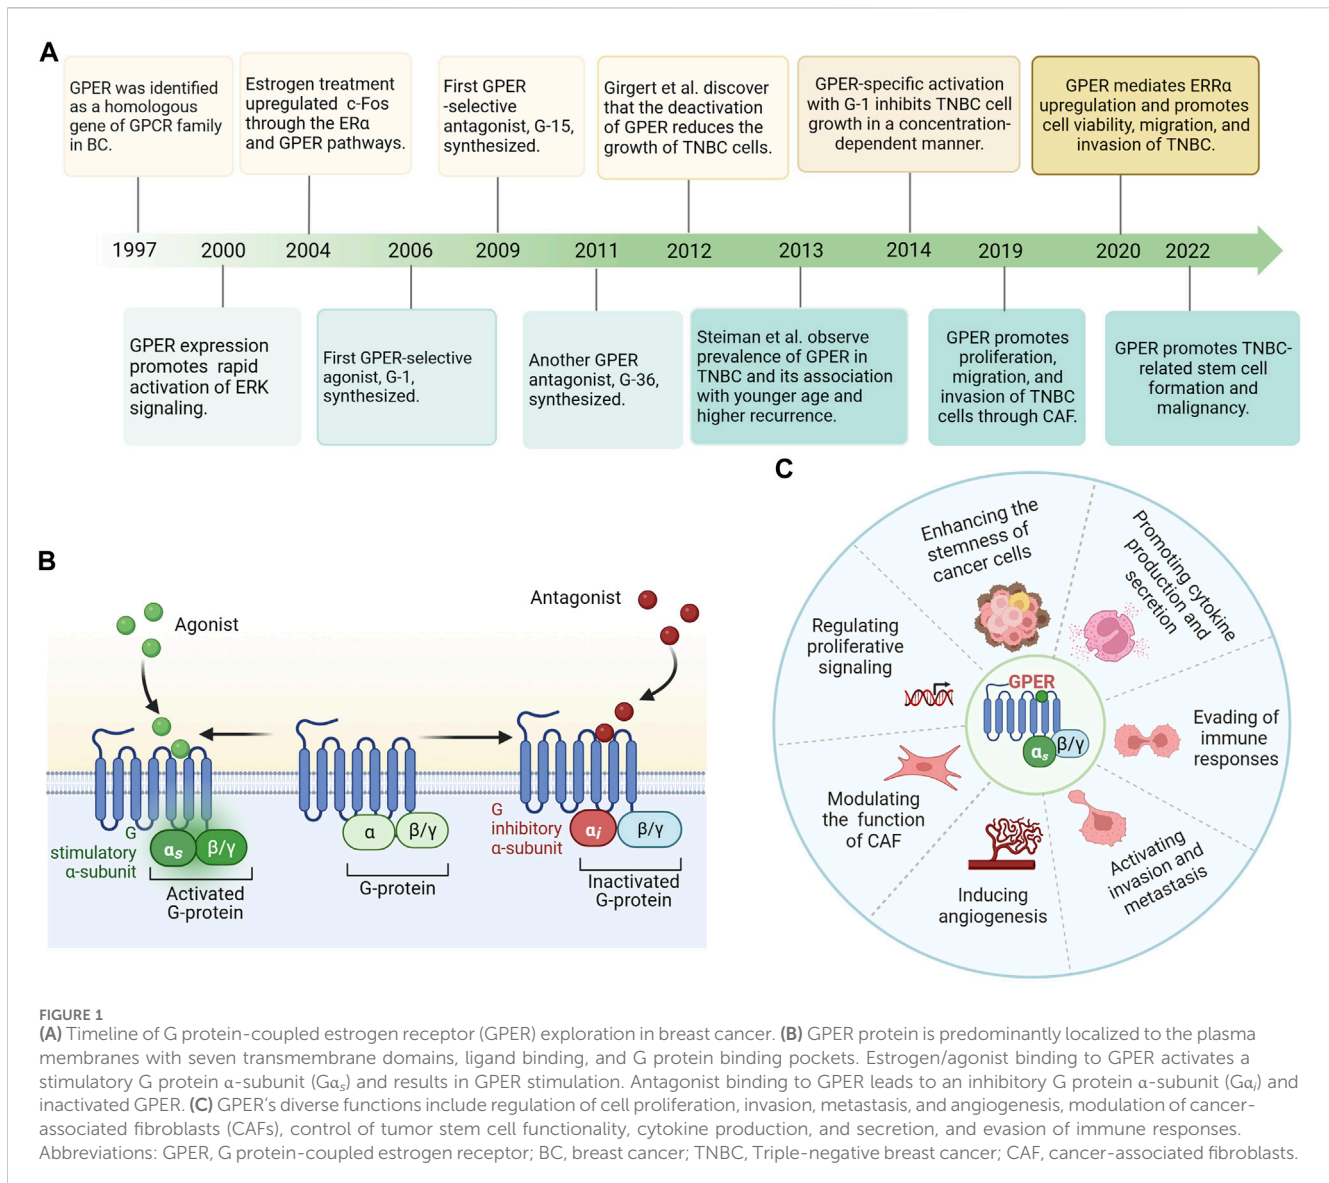 A
GPER was identified
as a homologous
gene of GPCR family
in BC.
Estrogen treatment
upregulated c-Fos
through the ERα
and GPER pathways.
First GPER
-selective
antagonist, G-15,
synthesized.
Girgert et al. discover
that the deactivation
of GPER reduces the
growth of TNBC cells.
GPER-specific activation
with G-1 inhibits TNBC cell
growth in a concentration-
dependent manner.
GPER mediates ERRα
upregulation and promotes
cell viability, migration, and
invasion of TNBC.
1997 2000 2004 2006 2009 2011 2012 2013 2014 2019 2020 2022
GPER expression
promotes rapid
activation of ERK
signaling.
First GPER-selective
agonist, G-1,
synthesized.
Another GPER
antagonist, G-36,
synthesized.
Steiman et al. observe
prevalence of GPER in
TNBC and its association
with younger age and
higher recurrence.
GPER promotes
proliferation,
migration, and
invasion of TNBC
cells through CAF.
GPER promotes TNBC-
related stem cell
formation and
malignancy.
B
Agonist
Antagonist
G
stimulatory
α-subunit
αs
β/γ
Activated
G-protein
α
β/γ
G-protein
G
inhibitory
α-subunit
αi
β/γ
Inactivated
G-protein
C
Enhancing the
stemness of
cancer cells
Promoting cytokine
production and
secretion
Regulating
proliferative
signaling
GPER
αs
β/γ
Evading of
immune
responses
Modulating
the function
of CAF
Inducing
angiogenesis
Activating
invasion and
metastasis
FIGURE 1
(A) Timeline of G protein-coupled estrogen receptor (GPER) exploration in breast cancer. (B) GPER protein is predominantly localized to the plasma
membranes with seven transmembrane domains, ligand binding, and G protein binding pockets. Estrogen/agonist binding to GPER activates a
stimulatory G protein α-subunit (Gαs) and results in GPER stimulation. Antagonist binding to GPER leads to an inhibitory G protein α-subunit (Gαi) and
inactivated GPER. (C) GPER's diverse functions include regulation of cell proliferation, invasion, metastasis, and angiogenesis, modulation of cancer-
associated fibroblasts (CAFs), control of tumor stem cell functionality, cytokine production, and secretion, and evasion of immune responses.
Abbreviations: GPER, G protein-coupled estrogen receptor; BC, breast cancer; TNBC, Triple-negative breast cancer; CAF, cancer-associated fibroblasts.